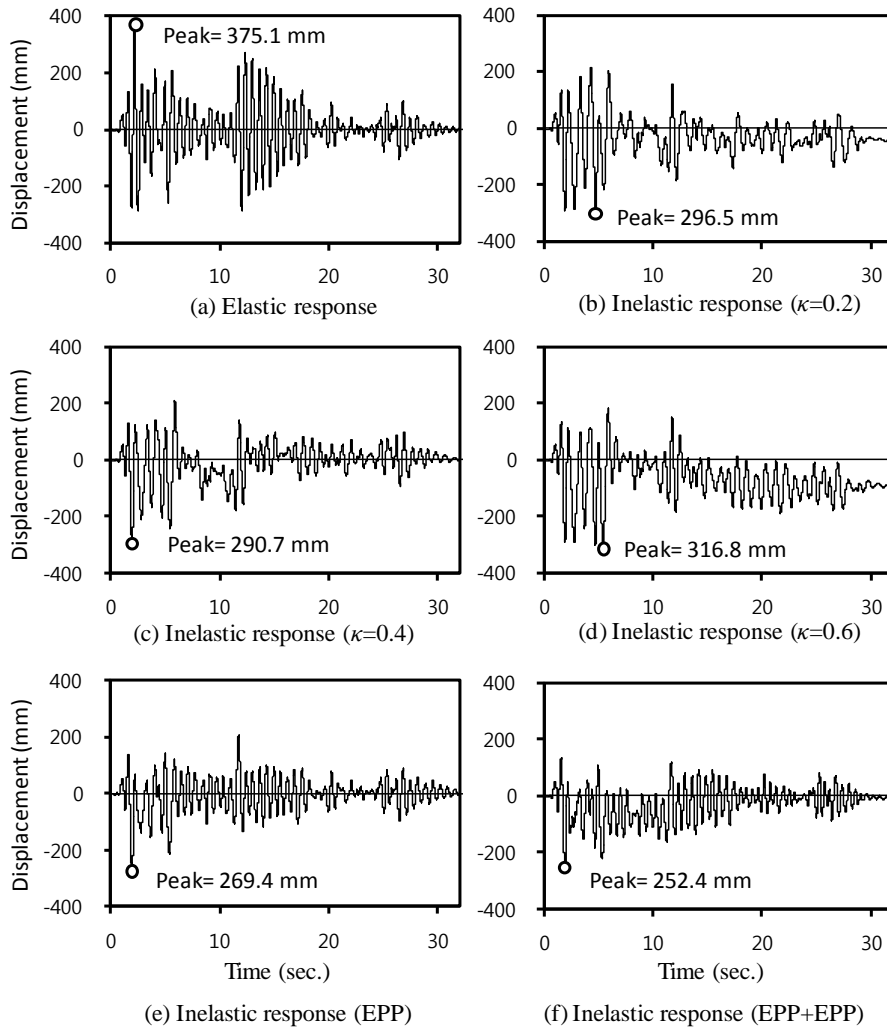 400
200
0
-200
-400
Displacement (mm)
Peak= 375.1 mm
0 10 20 30
(a) Elastic response
400
200
0
-200
-400
Peak= 296.5 mm
0 10 20 30
(b) Inelastic response (κ=0.2)
400
200
0
-200
-400
Displacement (mm)
Peak= 290.7 mm
0 10 20 30
(c) Inelastic response (κ=0.4)
400
200
0
-200
-400
Peak= 316.8 mm
0 10 20 30
(d) Inelastic response (κ=0.6)
400
200
0
-200
-400
Displacement (mm)
Peak= 269.4 mm
0 10 20 30
Time (sec.)
(e) Inelastic response (EPP)
400
200
0
-200
-400
Peak= 252.4 mm
0 10 20 30
Time (sec.)
(f) Inelastic response (EPP+EPP)